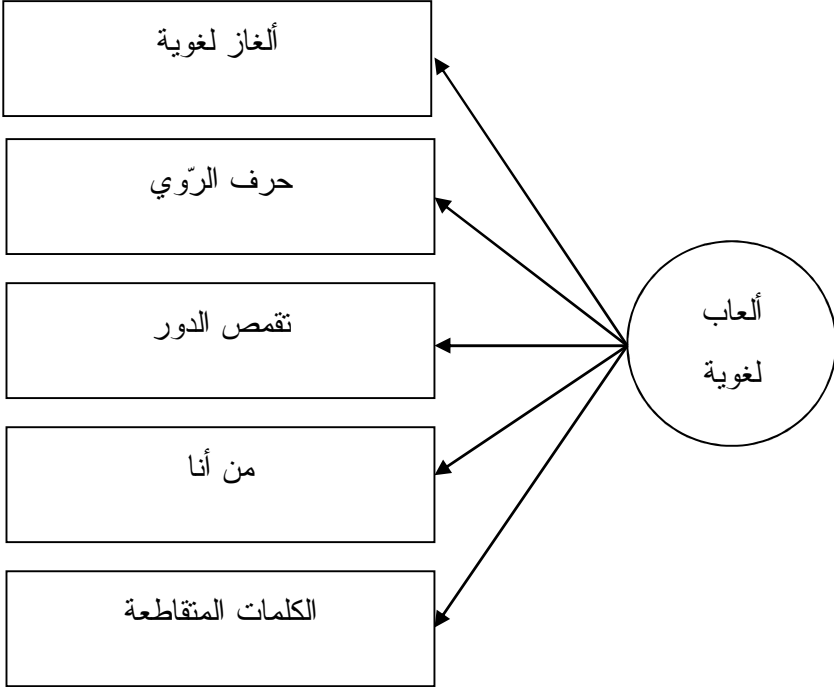 ألعاب
لغوية
ألغاز لغوية
حرف الرّوي
تقمص الدور
من أنا
الكلمات المتقاطعة